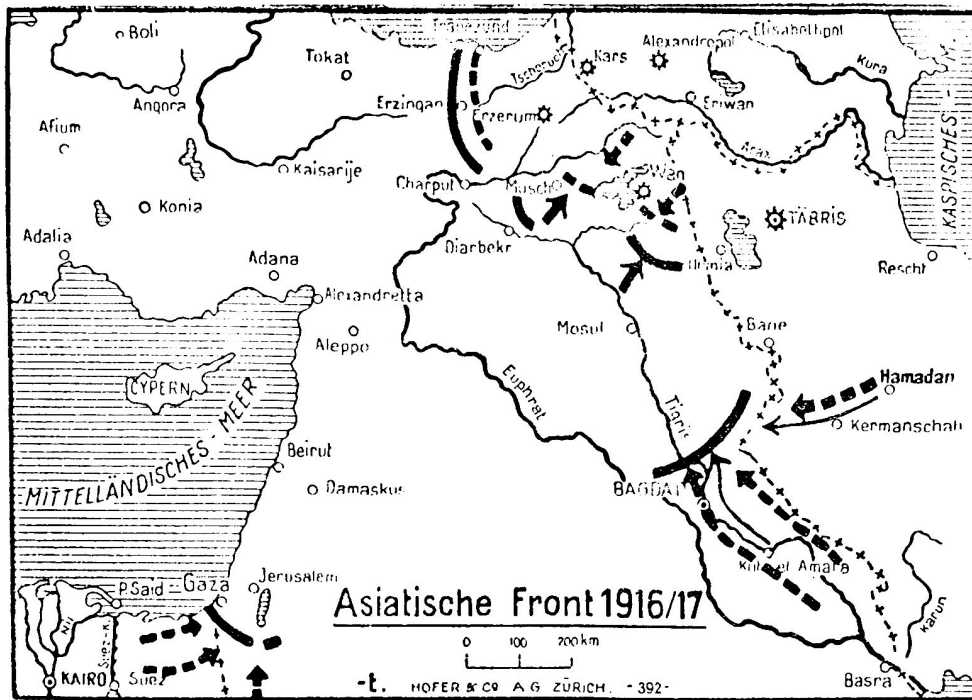 Boli
Trapezund
Tokat
Tschoruch
Kars
Alexandropol
Elisabethpol
Kura
Angora
Erzingan
Erzerum
Eriwan
Arax
Afium
Kaisarije
Charput
Musch
Wan
KASPISCHES-
Konia
TÄBRIS
Adalia
Diarbekr
Urmia
Rescht
Adana
Alexandretta
Mosul
Aleppo
Bane
CYPERN
Euphrat
Tigris
Hamadan
Kermanschah
MITTELLÄNDISCHES-MEER
Beirut
Damaskus
BAGDAD
Kut el Amara
P.Said
Gaza
Jerusalem
Asiatische Front 1916/17
Karun
Nil
Suez-K.
0 100 200 km
KAIRO
Suez
-t. HOFER & CO A G ZÜRICH. -392-
Basra